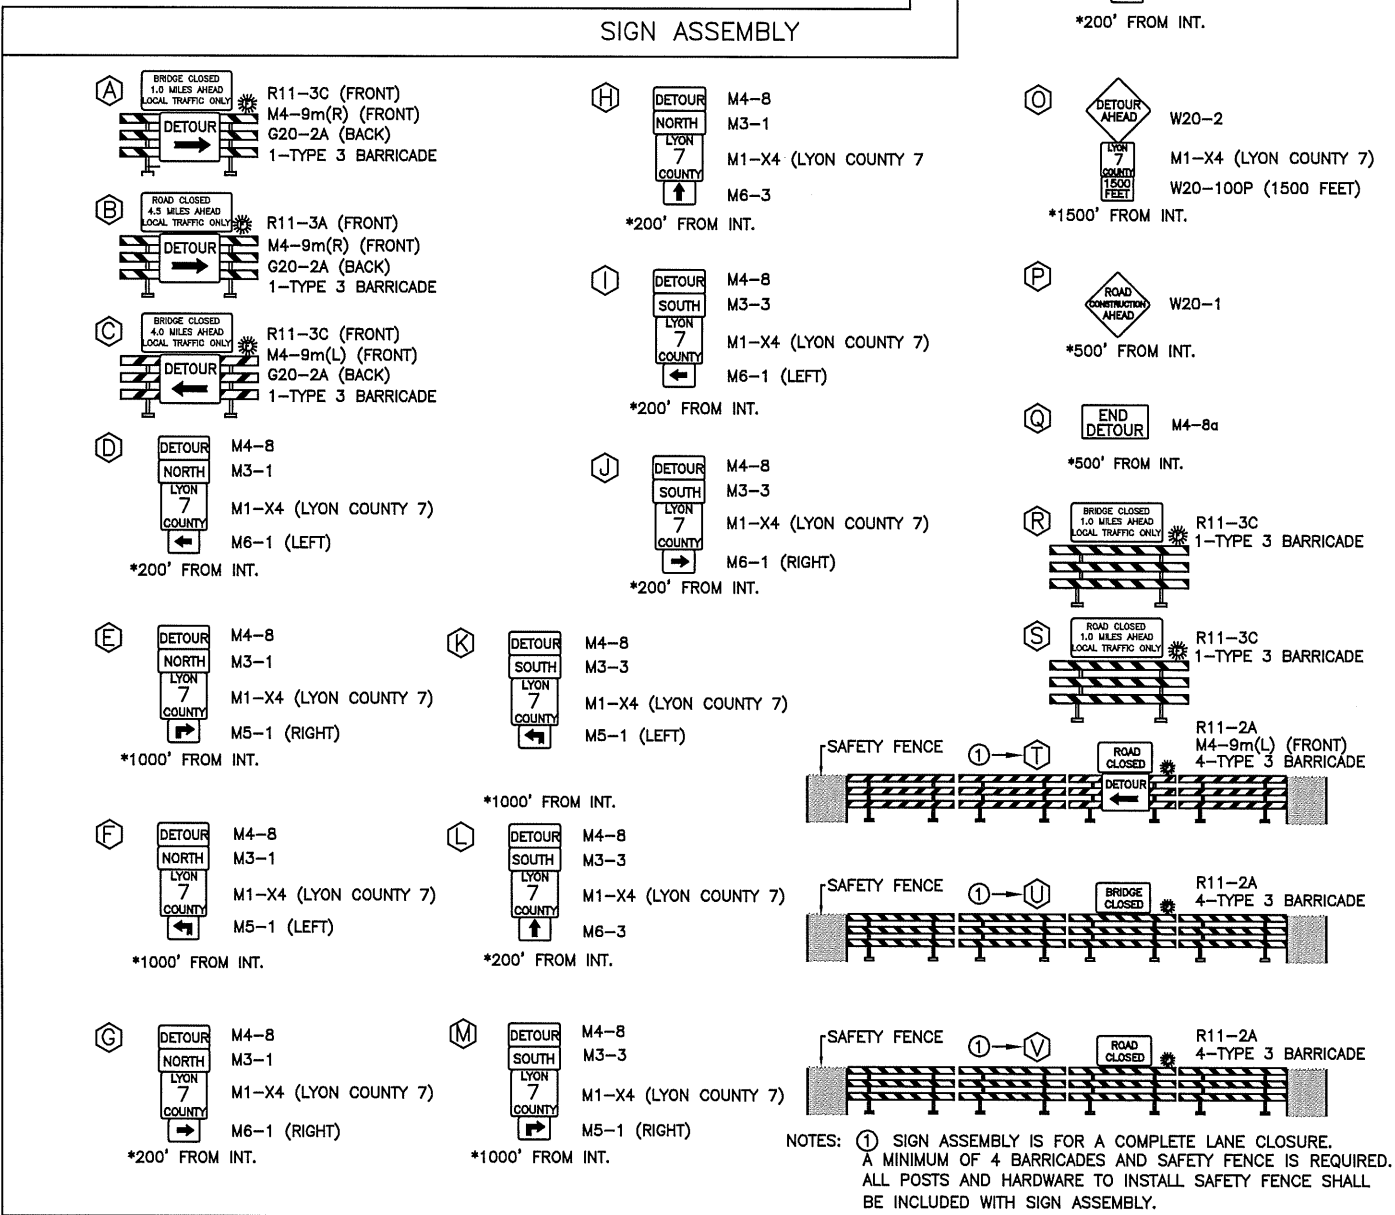 *200' FROM INT.
SIGN ASSEMBLY
A
BRIDGE CLOSED
1.0 MILES AHEAD
LOCAL TRAFFIC ONLY
DETOUR
R11-3C (FRONT)
M4-9m(R) (FRONT)
G20-2A (BACK)
1-TYPE 3 BARRICADE
B
ROAD CLOSED
4.5 MILES AHEAD
LOCAL TRAFFIC ONLY
DETOUR
R11-3A (FRONT)
M4-9m(R) (FRONT)
G20-2A (BACK)
1-TYPE 3 BARRICADE
C
BRIDGE CLOSED
4.0 MILES AHEAD
LOCAL TRAFFIC ONLY
DETOUR
R11-3C (FRONT)
M4-9m(L) (FRONT)
G20-2A (BACK)
1-TYPE 3 BARRICADE
D
DETOUR M4-8
NORTH M3-1
LYON
7 M1-X4 (LYON COUNTY 7)
COUNTY
M6-1 (LEFT)
*200' FROM INT.
E
DETOUR M4-8
NORTH M3-1
LYON
7 M1-X4 (LYON COUNTY 7)
COUNTY
M5-1 (RIGHT)
*1000' FROM INT.
F
DETOUR M4-8
NORTH M3-1
LYON
7 M1-X4 (LYON COUNTY 7)
COUNTY
M5-1 (LEFT)
*1000' FROM INT.
G
DETOUR M4-8
NORTH M3-1
LYON
7 M1-X4 (LYON COUNTY 7)
COUNTY
M6-1 (RIGHT)
*200' FROM INT.
H
DETOUR M4-8
NORTH M3-1
LYON
7 M1-X4 (LYON COUNTY 7
COUNTY
M6-3
*200' FROM INT.
I
DETOUR M4-8
SOUTH M3-3
LYON
7 M1-X4 (LYON COUNTY 7)
COUNTY
M6-1 (LEFT)
*200' FROM INT.
J
DETOUR M4-8
SOUTH M3-3
LYON
7 M1-X4 (LYON COUNTY 7)
COUNTY
M6-1 (RIGHT)
*200' FROM INT.
K
DETOUR M4-8
SOUTH M3-3
LYON
7 M1-X4 (LYON COUNTY 7)
COUNTY
M5-1 (LEFT)
*1000' FROM INT.
L
DETOUR M4-8
SOUTH M3-3
LYON
7 M1-X4 (LYON COUNTY 7)
COUNTY
M6-3
*200' FROM INT.
M
DETOUR M4-8
SOUTH M3-3
LYON
7 M1-X4 (LYON COUNTY 7)
COUNTY
M5-1 (RIGHT)
*1000' FROM INT.
O
DETOUR
AHEAD
W20-2
LYON
7 M1-X4 (LYON COUNTY 7)
COUNTY
1500
FEET
W20-100P (1500 FEET)
*1500' FROM INT.
P
ROAD
CONSTRUCTION
AHEAD
W20-1
*500' FROM INT.
Q
END
DETOUR
M4-8a
*500' FROM INT.
R
BRIDGE CLOSED
1.0 MILES AHEAD
LOCAL TRAFFIC ONLY
R11-3C
1-TYPE 3 BARRICADE
S
ROAD CLOSED
1.0 MILES AHEAD
LOCAL TRAFFIC ONLY
R11-3C
1-TYPE 3 BARRICADE
SAFETY FENCE
1 T
ROAD
CLOSED
DETOUR
R11-2A
M4-9m(L) (FRONT)
4-TYPE 3 BARRICADE
SAFETY FENCE
1 U
BRIDGE
CLOSED
R11-2A
4-TYPE 3 BARRICADE
SAFETY FENCE
1 V
ROAD
CLOSED
R11-2A
4-TYPE 3 BARRICADE
NOTES: 1 SIGN ASSEMBLY IS FOR A COMPLETE LANE CLOSURE.
A MINIMUM OF 4 BARRICADES AND SAFETY FENCE IS REQUIRED.
ALL POSTS AND HARDWARE TO INSTALL SAFETY FENCE SHALL
BE INCLUDED WITH SIGN ASSEMBLY.